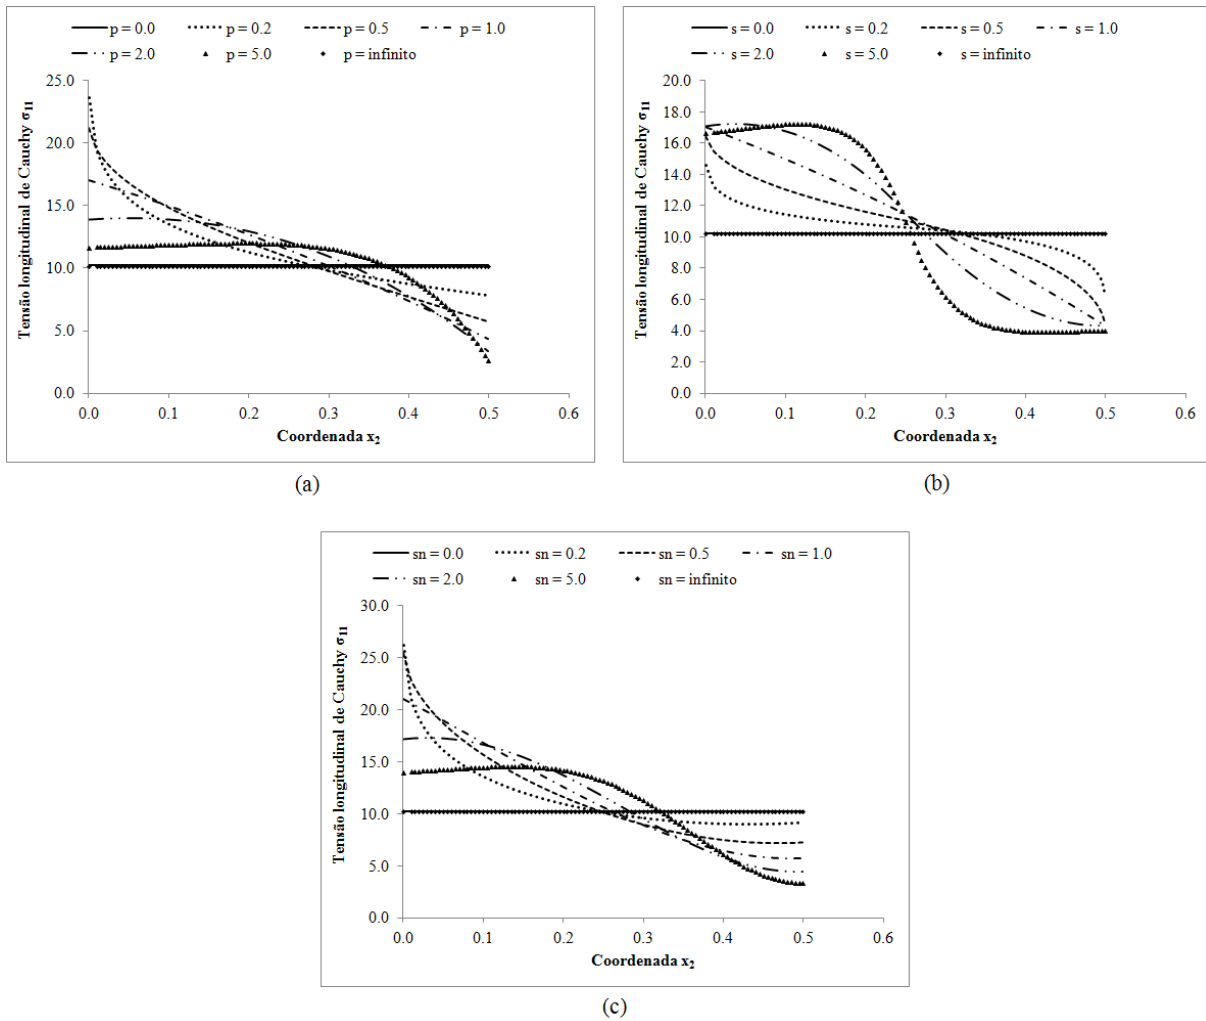 p = 0.0 p = 0.2 p = 0.5 p = 1.0
p = 2.0 p = 5.0 p = infinito
25.0
20.0
15.0
10.0
5.0
0.0
0.0 0.1 0.2 0.3 0.4 0.5 0.6
Tensão longitudinal de Cauchy σ₁₁
Coordenada x₂
(a)
s = 0.0 s = 0.2 s = 0.5 s = 1.0
s = 2.0 s = 5.0 s = infinito
20.0
18.0
16.0
14.0
12.0
10.0
8.0
6.0
4.0
2.0
0.0
0.0 0.1 0.2 0.3 0.4 0.5 0.6
Tensão longitudinal de Cauchy σ₁₁
Coordenada x₂
(b)
sn = 0.0 sn = 0.2 sn = 0.5 sn = 1.0
sn = 2.0 sn = 5.0 sn = infinito
30.0
25.0
20.0
15.0
10.0
5.0
0.0
0.0 0.1 0.2 0.3 0.4 0.5 0.6
Tensão longitudinal de Cauchy σ₁₁
Coordenada x₂
(c)